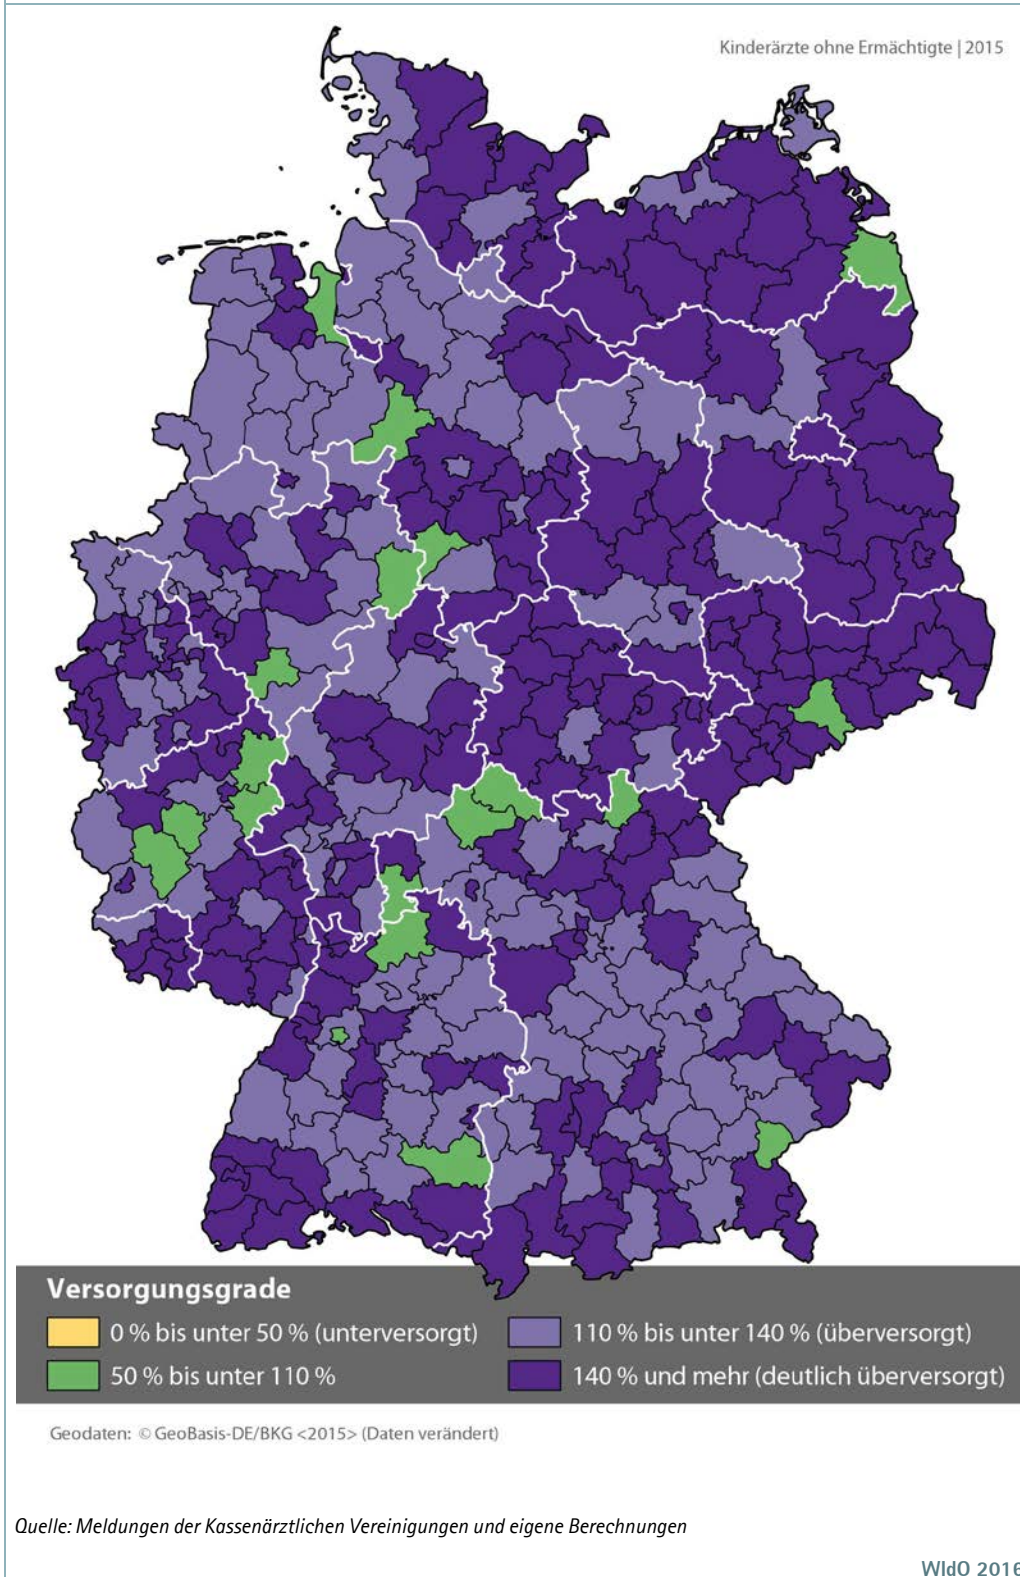 Kinderärzte ohne Ermächtigte | 2015
Versorgungsgrade
0 % bis unter 50 % (unterversorgt)
50 % bis unter 110 %
110 % bis unter 140 % (überversorgt)
140 % und mehr (deutlich überversorgt)
Geodaten: © GeoBasis-DE/BKG <2015> (Daten verändert)
Quelle: Meldungen der Kassenärztlichen Vereinigungen und eigene Berechnungen
WIdO 2016